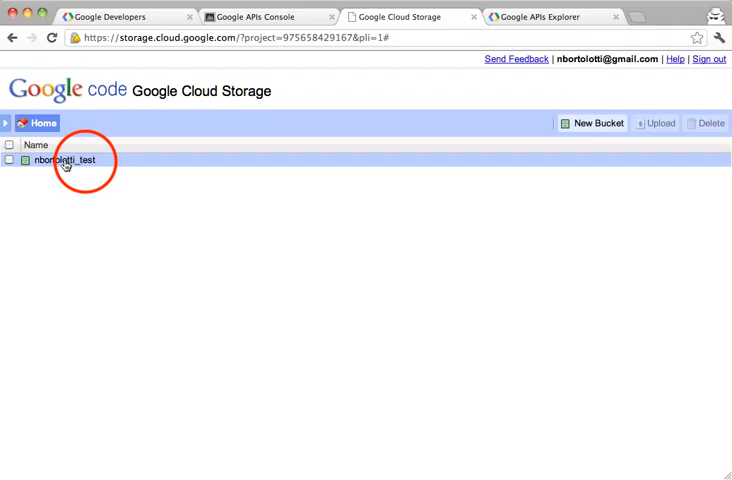 Google Developers
Google APIs Console
Google Cloud Storage
Google APIs Explorer
https://storage.cloud.google.com/?project=975658429167&pli=1#
Send Feedback | nbortolotti@gmail.com | Help | Sign out
Google code Google Cloud Storage
Home
New Bucket
Upload
Delete
Name
nbortolotti_test